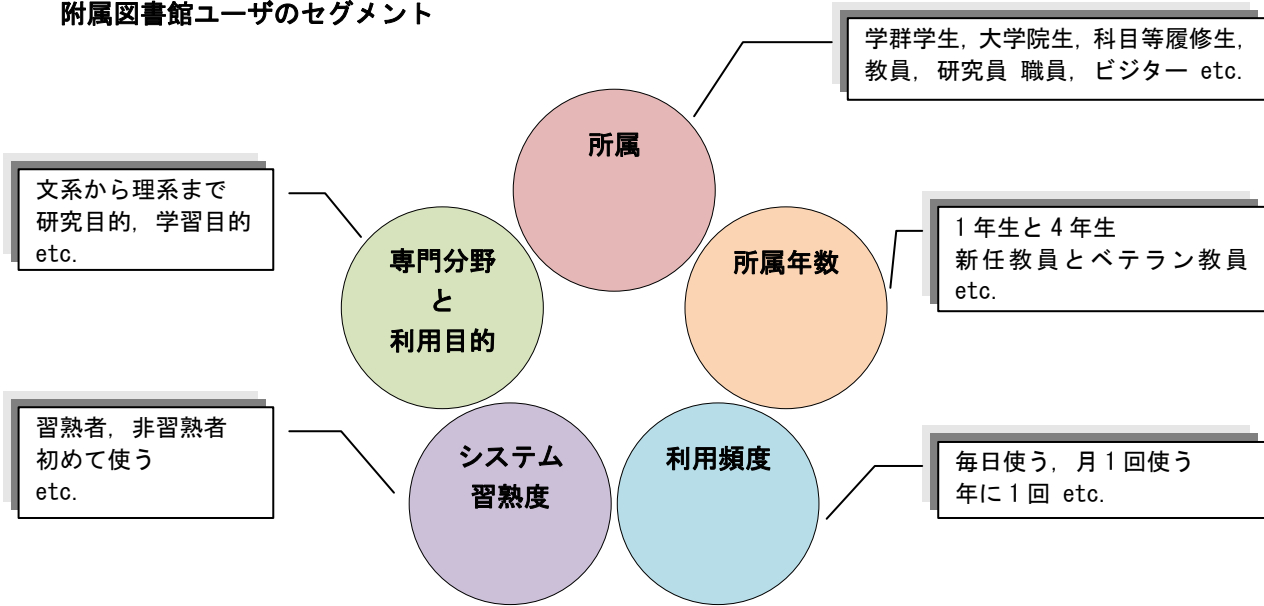 附属図書館ユーザのセグメント
学群学生, 大学院生, 科目等履修生,
教員, 研究員 職員, ビジター etc.
所属
文系から理系まで
研究目的, 学習目的
etc.
専門分野
と
利用目的
所属年数
1年生と4年生
新任教員とベテラン教員
etc.
習熟者, 非習熟者
初めて使う
etc.
システム
習熟度
利用頻度
毎日使う, 月1回使う
年に1回 etc.